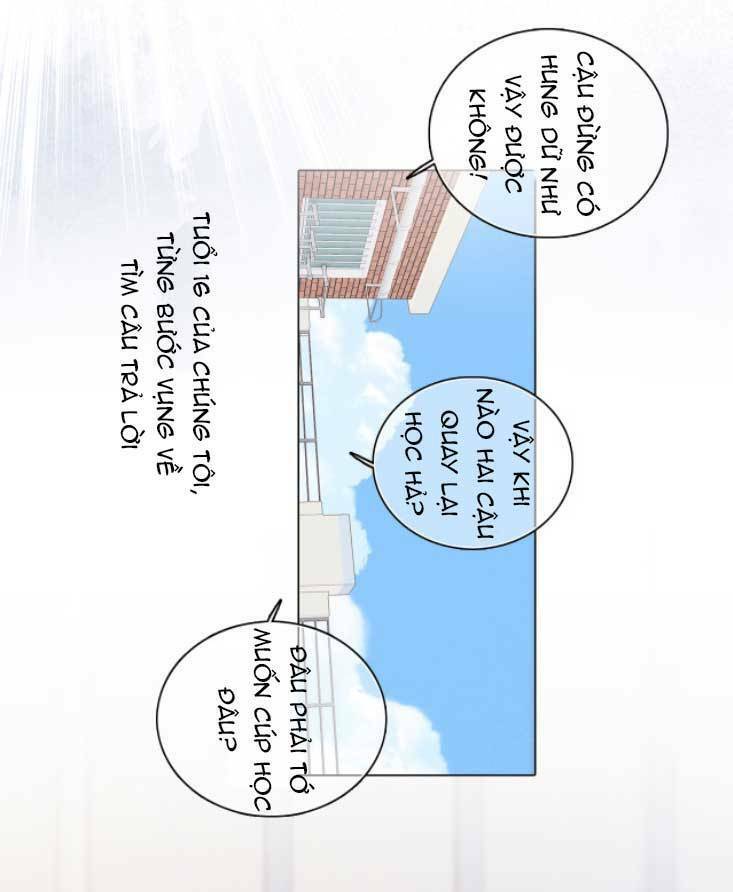 CẬU ĐỪNG CÓ
HUNG DỮ NHƯ
VẬY ĐƯỢC
KHÔNG!
VẬY KHI
NÀO HAI CẬU
QUAY LẠI
HỌC HẢ?
ĐÂU PHẢI TỚ
MUỐN CÚP HỌC
ĐÂU?
TUỔI 16 CỦA CHÚNG TÔI,
TỪNG BƯỚC VỤNG VỀ
TÌM CÂU TRẢ LỜI